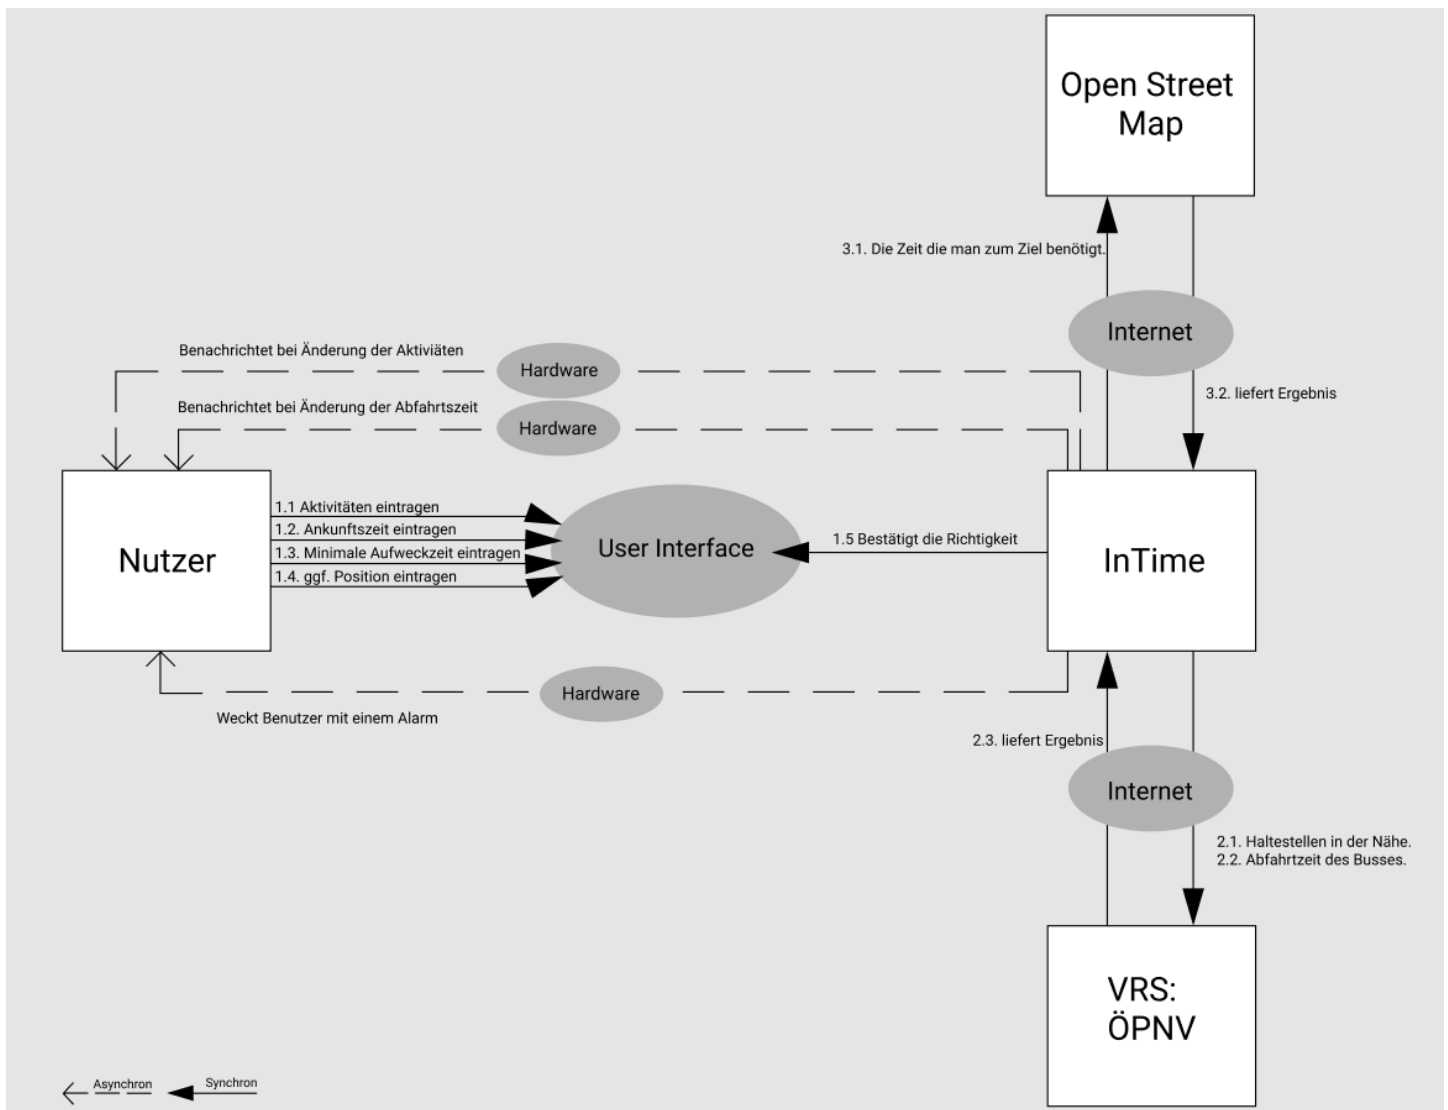 Open Street
Map
3.1. Die Zeit die man zum Ziel benötigt.
Internet
Benachrichtet bei Änderung der Aktiviäten
Hardware
3.2. liefert Ergebnis
Benachrichtet bei Änderung der Abfahrtszeit
Hardware
Nutzer
1.1 Aktivitäten eintragen
1.2. Ankunftszeit eintragen
1.3. Minimale Aufweckzeit eintragen
1.4. ggf. Position eintragen
User Interface
1.5 Bestätigt die Richtigkeit
InTime
Hardware
Weckt Benutzer mit einem Alarm
2.3. liefert Ergebnis
Internet
2.1. Haltestellen in der Nähe.
2.2. Abfahrtzeit des Busses.
VRS:
ÖPNV
Asynchron
Synchron